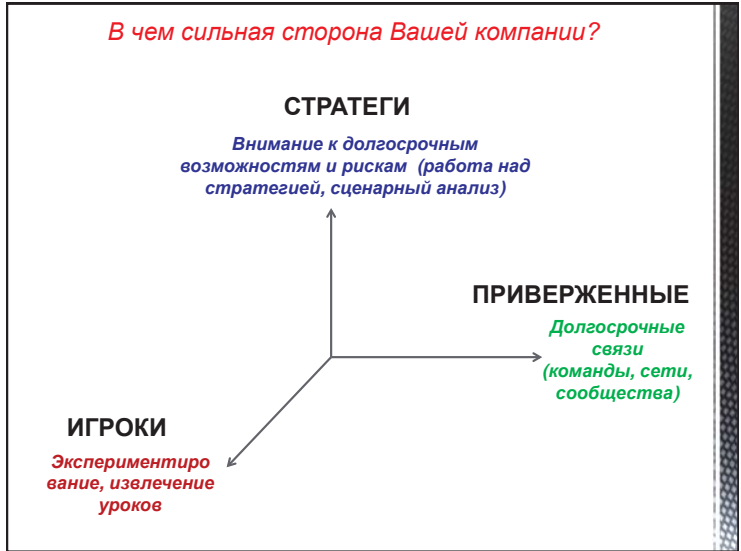 В чем сильная сторона Вашей компании?
СТРАТЕГИ
Внимание к долгосрочным
возможностям и рискам (работа над
стратегией, сценарный анализ)
ПРИВЕРЖЕННЫЕ
Долгосрочные
связи
(команды, сети,
сообщества)
ИГРОКИ
Экспериментиро
вание, извлечение
уроков